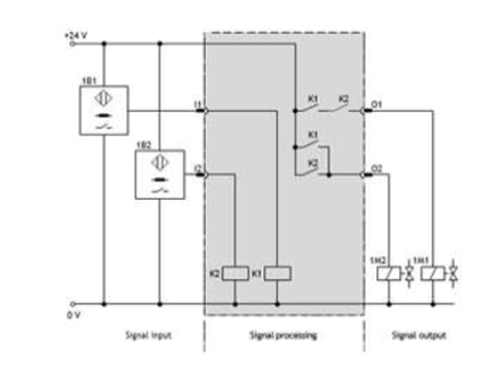 +24 V
1B1
I1
K1 K2
O1
1B2
K1
I2
K2
O2
K2
K1
1M2
1M1
0 V
Signal input
Signal processing
Signal output